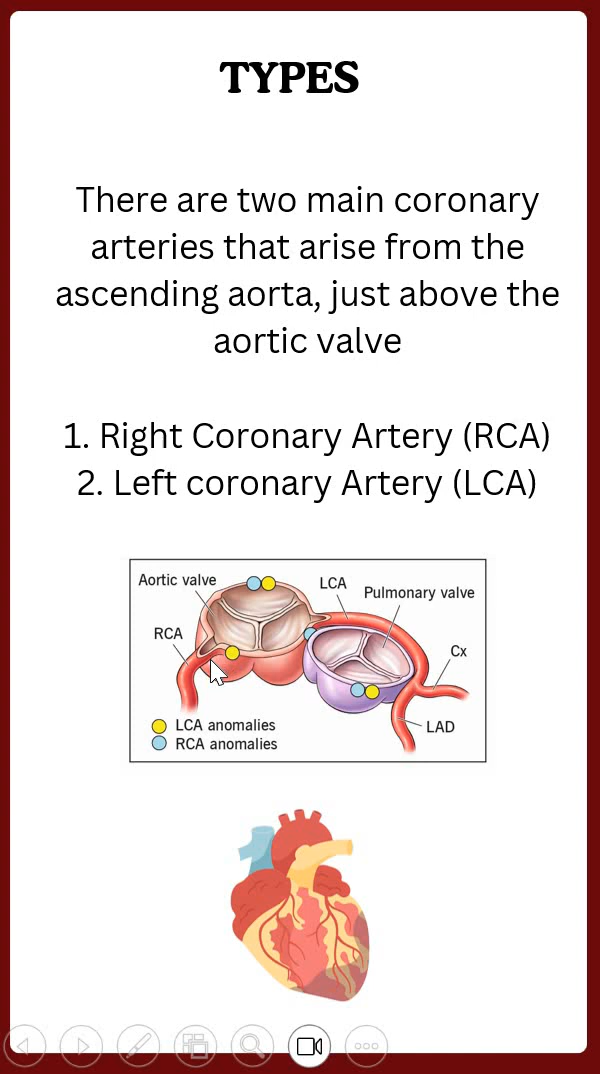 TYPES
There are two main coronary
arteries that arise from the
ascending aorta, just above the
aortic valve
1. Right Coronary Artery (RCA)
2. Left coronary Artery (LCA)
Aortic valve
LCA
Pulmonary valve
RCA
Cx
LAD
LCA anomalies
RCA anomalies